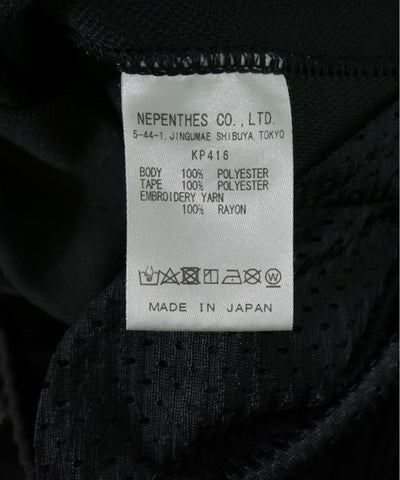 NEPENTHES CO.,LTD.
5-44-1,JINGUMAE SHIBUYA,TOKYO
KP416
BODY 100% POLYESTER
TAPE 100% POLYESTER
EMBROIDERY YARN
100% RAYON
W
MADE IN JAPAN